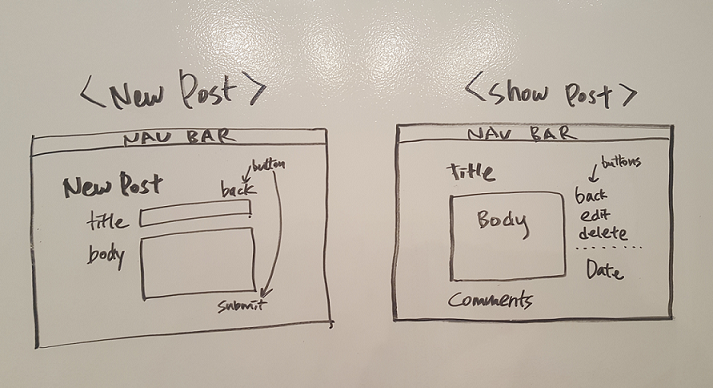 <New Post>
NAV BAR
button
New Post
back
title
body
submit
<Show Post>
NAV BAR
title
buttons
back
Body
edit
delete
Date
Comments